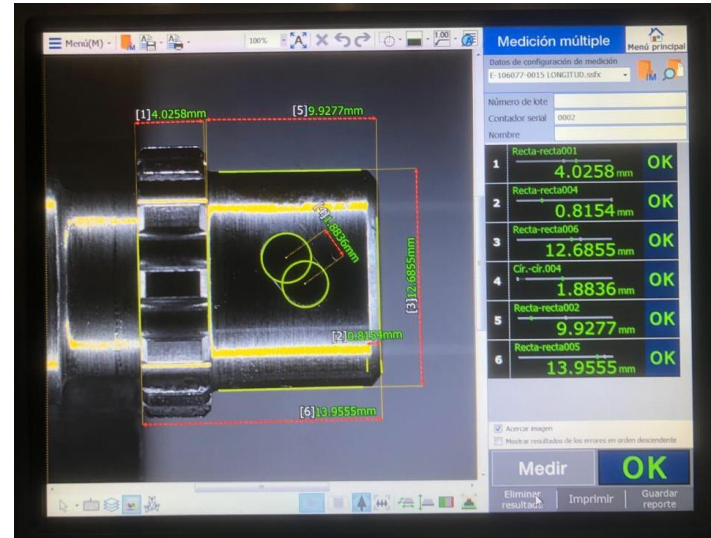 Menú(M)
100%
A
1.00
[1]4.0258mm
[5]9.9277mm
1.8836mm
[3]12.6855mm
[2]0.8154mm
[6]13.9555mm
Medición múltiple
Menú principal
Datos de configuración de medición
E-106077-0015 LONGITUD.ssfx
IM
Número de lote
Contador serial 0002
Nombre
1 Recta-recta001
4.0258 mm OK
2 Recta-recta004
0.8154 mm OK
3 Recta-recta006
12.6855 mm OK
4 Cír.-cír.004
1.8836 mm OK
5 Recta-recta002
9.9277 mm OK
6 Recta-recta005
13.9555 mm OK
Acercar imagen
Mostrar resultados de los errores en orden descendente
Medir
OK
Eliminar
resultado
Imprimir
Guardar
reporte